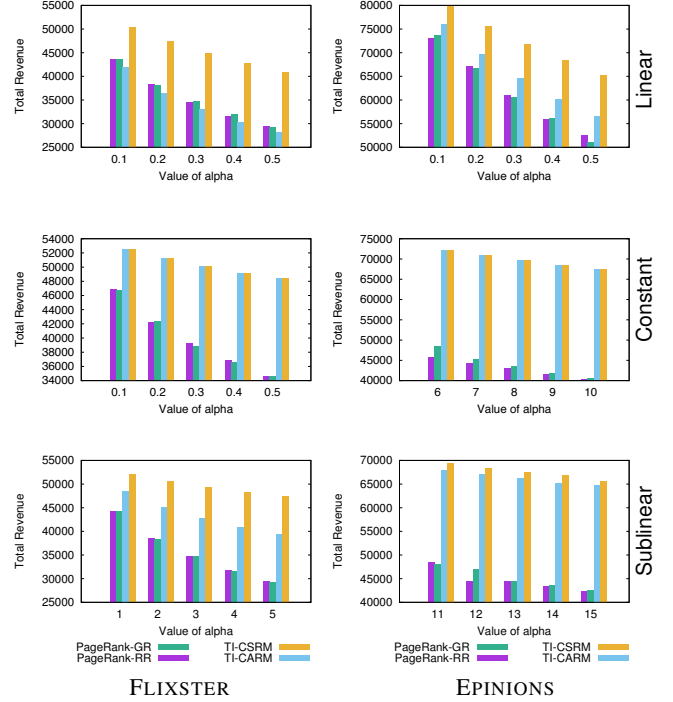 55000
50000
45000
40000
35000
30000
25000
Total Revenue
0.1 0.2 0.3 0.4 0.5
Value of alpha
80000
75000
70000
65000
60000
55000
50000
Total Revenue
0.1 0.2 0.3 0.4 0.5
Value of alpha
Linear
54000
52000
50000
48000
46000
44000
42000
40000
38000
36000
34000
Total Revenue
0.1 0.2 0.3 0.4 0.5
Value of alpha
75000
70000
65000
60000
55000
50000
45000
40000
Total Revenue
6 7 8 9 10
Value of alpha
Constant
55000
50000
45000
40000
35000
30000
25000
Total Revenue
1 2 3 4 5
Value of alpha
70000
65000
60000
55000
50000
45000
40000
Total Revenue
11 12 13 14 15
Value of alpha
Sublinear
PageRank-GR TI-CSRM
PageRank-RR TI-CARM
PageRank-GR TI-CSRM
PageRank-RR TI-CARM
FLIXSTER
EPINIONS